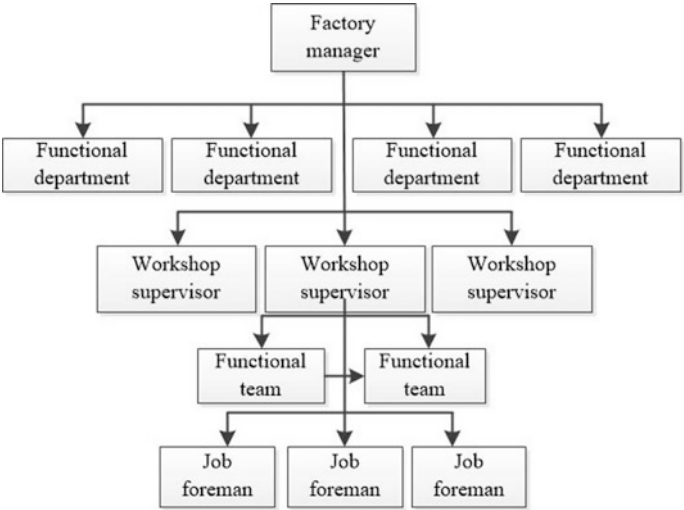 Factory
manager
Functional
department
Functional
department
Functional
department
Functional
department
Workshop
supervisor
Workshop
supervisor
Workshop
supervisor
Functional
team
Functional
team
Job
foreman
Job
foreman
Job
foreman